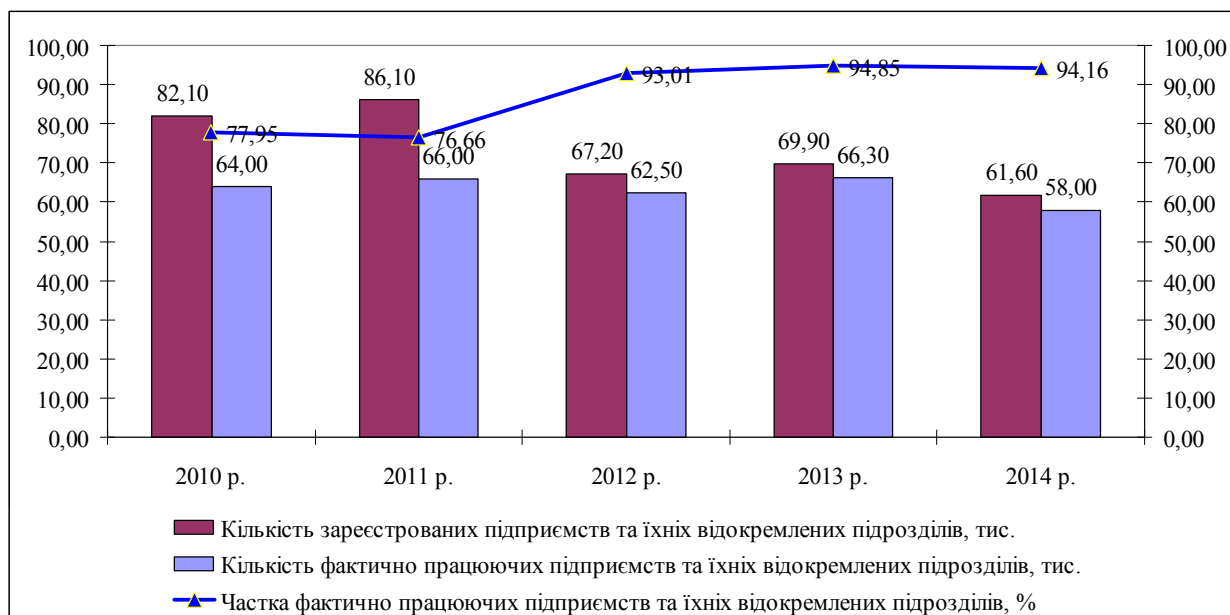 100,00 100,00
94,85
93,01 94,16
90,00 86,10 90,00
82,10
80,00 77,95 76,66 80,00
69,90
70,00 64,00 66,00 67,20 62,50 66,30 61,60 70,00
58,00
60,00 60,00
50,00 50,00
40,00 40,00
30,00 30,00
20,00 20,00
10,00 10,00
0,00 0,00
2010 р. 2011 р. 2012 р. 2013 р. 2014 р.
Кількість зареєстрованих підприємств та їхніх відокремлених підрозділів, тис.
Кількість фактично працюючих підприємств та їхніх відокремлених підрозділів, тис.
Частка фактично працюючих підприємств та їхніх відокремлених підрозділів, %